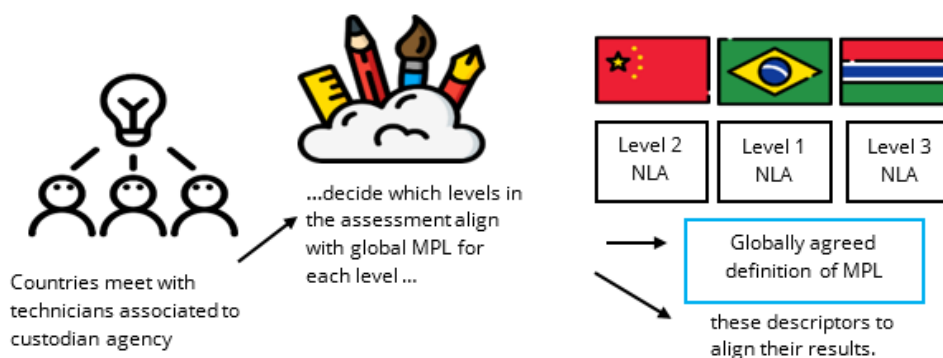 Countries meet with
technicians associated to
custodian agency
...decide which levels in
the assessment align
with global MPL for
each level ...
Level 2
NLA
Level 1
NLA
Level 3
NLA
Globally agreed
definition of MPL
these descriptors to
align their results.